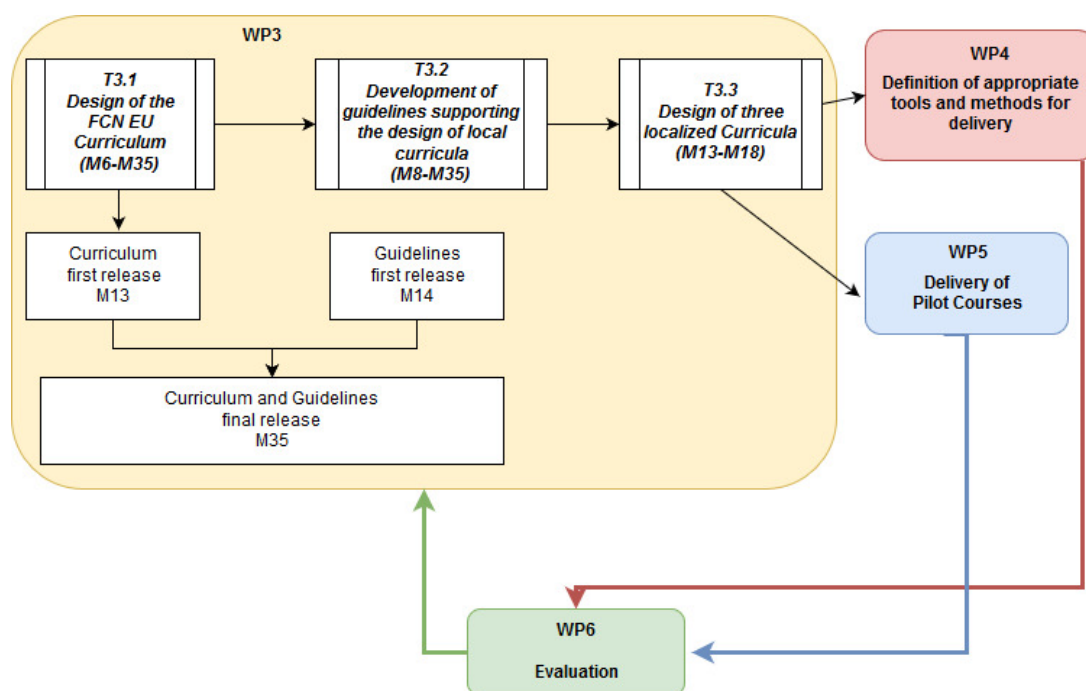 WP3
T3.1
Design of the
FCN EU
Curriculum
(M6-M35)
T3.2
Development of
guidelines supporting
the design of local
curricula
(M8-M35)
T3.3
Design of three
localized Curricula
(M13-M18)
WP4
Definition of appropriate
tools and methods for
delivery
Curriculum
first release
M13
Guidelines
first release
M14
WP5
Delivery of
Pilot Courses
Curriculum and Guidelines
final release
M35
WP6
Evaluation